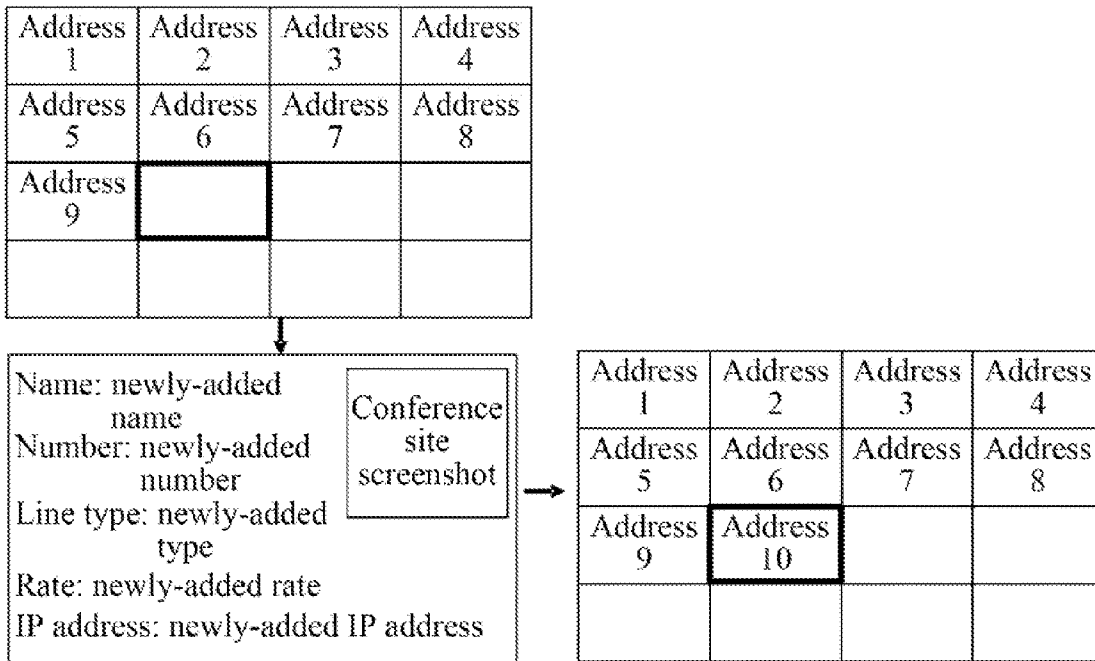 Address Address Address Address
1 2 3 4
Address Address Address Address
5 6 7 8
Address
9
Name: newly-added
name
Number: newly-added
number
Line type: newly-added
type
Rate: newly-added rate
IP address: newly-added IP address
Conference
site
screenshot
Address Address Address Address
1 2 3 4
Address Address Address Address
5 6 7 8
Address Address
9 10